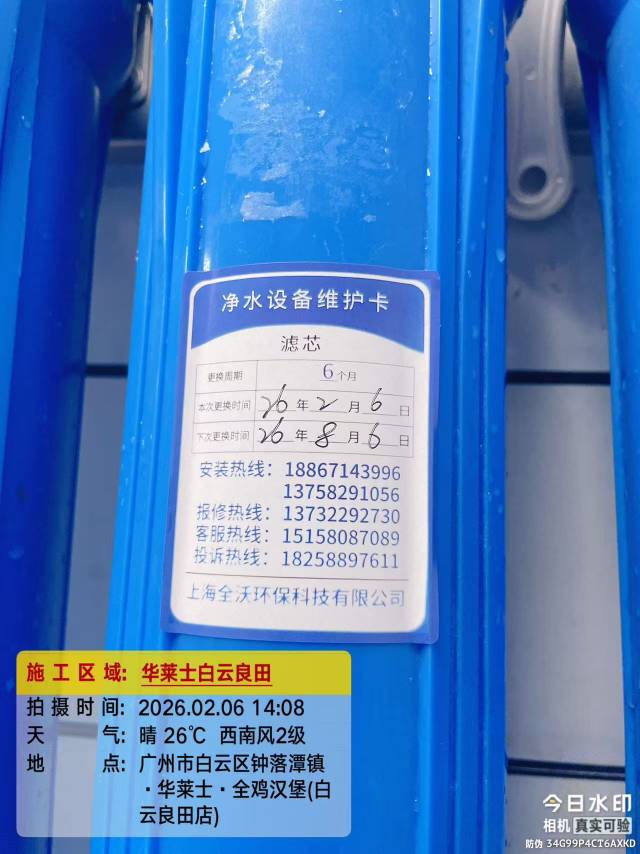 净水设备维护卡
滤芯
更换周期 6个月
本次更换时间 26年2月6日
下次更换时间 26年8月6日
安装热线：18867143996
13758291056
报修热线：13732292730
客服热线：15158087089
投诉热线：18258897611
上海全沃环保科技有限公司
施工区域：华莱士白云良田
拍摄时间：2026.02.06 14:08
天气：晴 26℃ 西南风2级
地点：广州市白云区钟落潭镇
·华莱士·全鸡汉堡(白
云良田店)
今日水印
相机 真实可验
防伪 34G99P4CT6AXKD